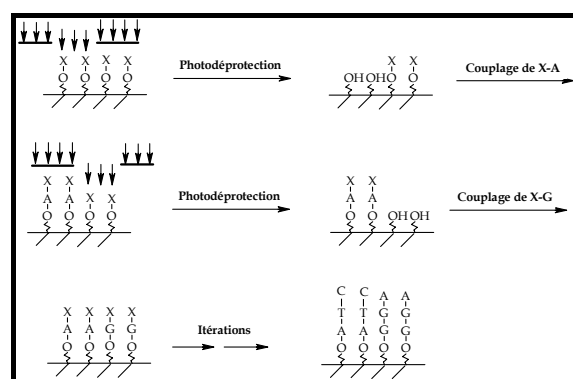 X X X X
O O O O
Photodéprotection
X X
OH OH O O
Couplage de X-A
X X
A A X X
O O O O
Photodéprotection
X X
A A
O O OH OH
Couplage de X-G
X X X X
A A G G
O O O O
Itérations
C C A A
T T G G
A A G G
O O O O